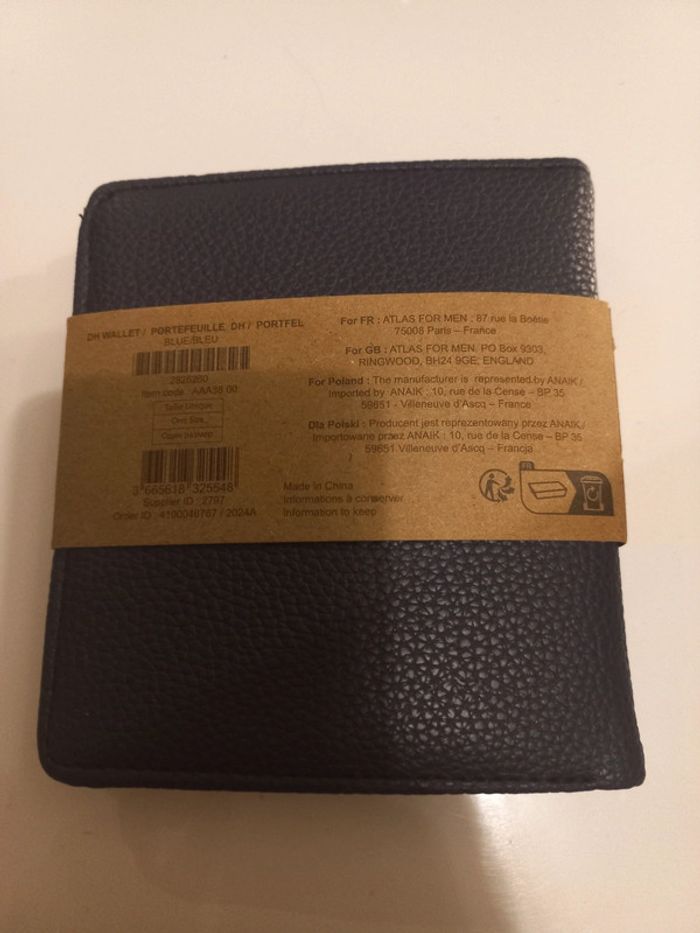 DH WALLET / PORTEFEUILLE DH / PORTFEL
BLUE/BLEU
2826260
Item code : AAA38 00
Taille Unique
One Size
3 665618 325548
Supplier ID : 2797
Order ID : 4100046767 / 2024A
For FR : ATLAS FOR MEN : 87 rue la Boétie
75008 Paris – France
For GB : ATLAS FOR MEN, PO Box 9303,
RINGWOOD, BH24 9GE, ENGLAND
For Poland : The manufacturer is represented by ANAIK /
Imported by ANAIK : 10, rue de la Cense – BP 35
59651 - Villeneuve d'Ascq – France
Dla Polski : Producent jest reprezentowany przez ANAIK /
Importowane przez ANAIK : 10, rue de la Cense – BP 35
59651 Villeneuve d'Ascq – Francja
Made in China
Informations à conserver
Information to keep
FR